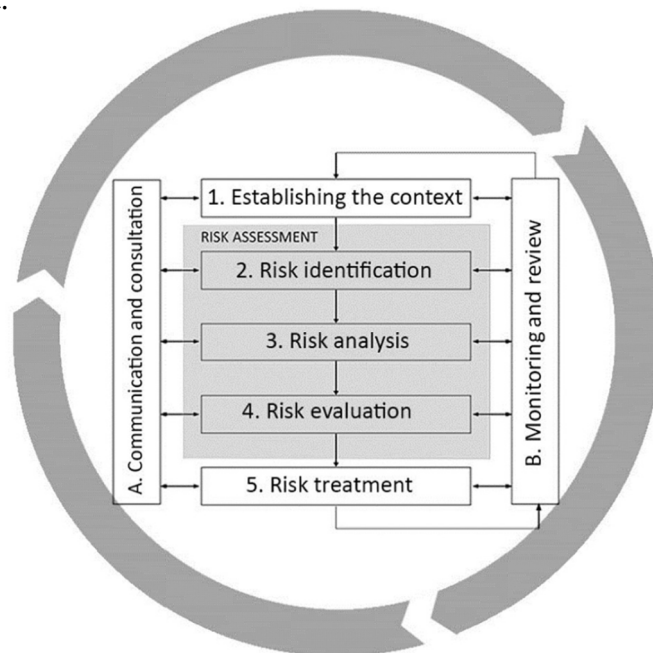 1. Establishing the context
RISK ASSESSMENT
2. Risk identification
3. Risk analysis
4. Risk evaluation
5. Risk treatment
A. Communication and consultation
B. Monitoring and review